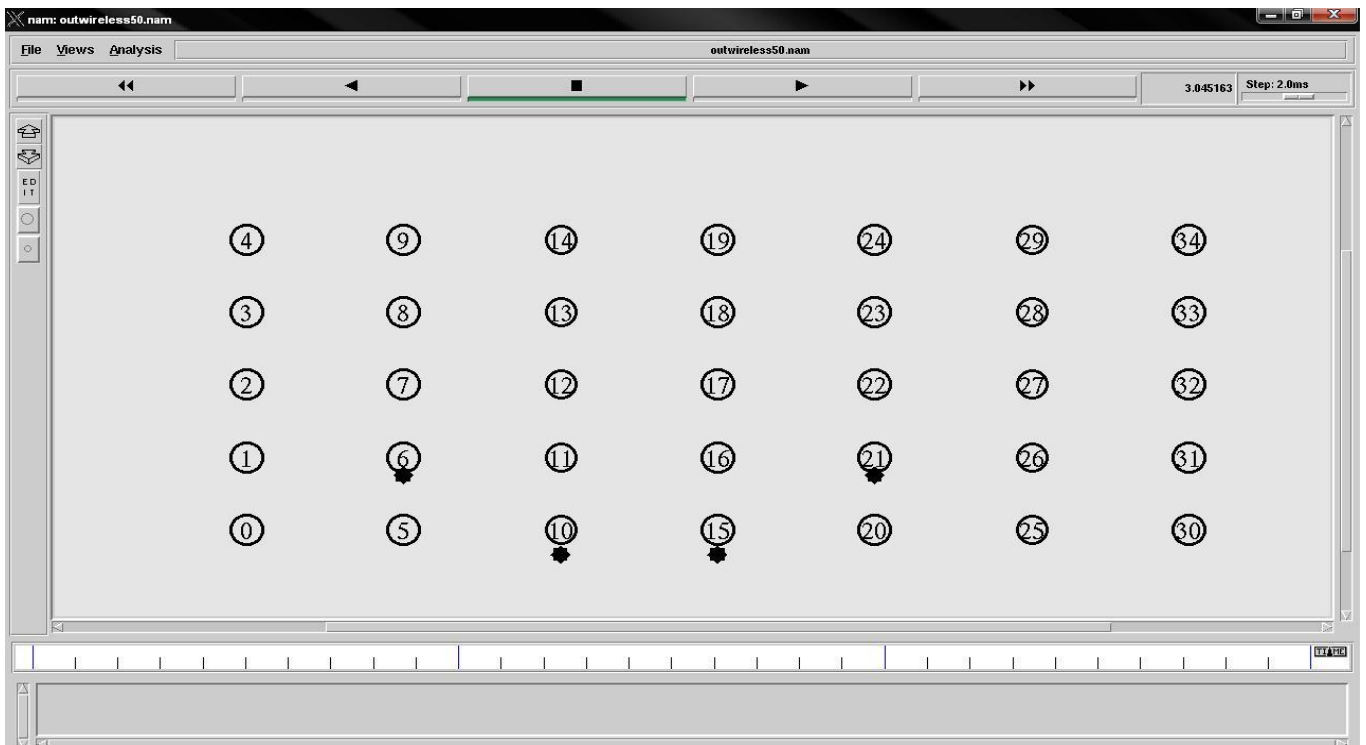 nam: outwireless50.nam
File Views Analysis outwireless50.nam
3.045163 Step: 2.0ms
E D
I T
4 9 14 19 24 29 34
3 8 13 18 23 28 33
2 7 12 17 22 27 32
1 6 11 16 21 26 31
0 5 10 15 20 25 30
TIME